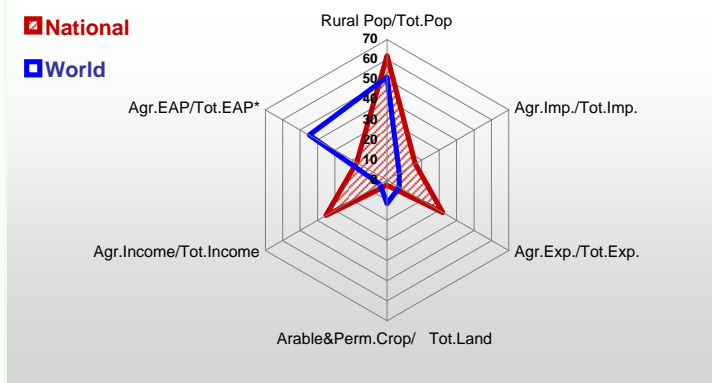 National
World
Rural Pop/Tot.Pop
70
60
50
40
30
20
10
0
Agr.EAP/Tot.EAP*
Agr.Imp./Tot.Imp.
Agr.Income/Tot.Income
Agr.Exp./Tot.Exp.
Arable&Perm.Crop/ Tot.Land